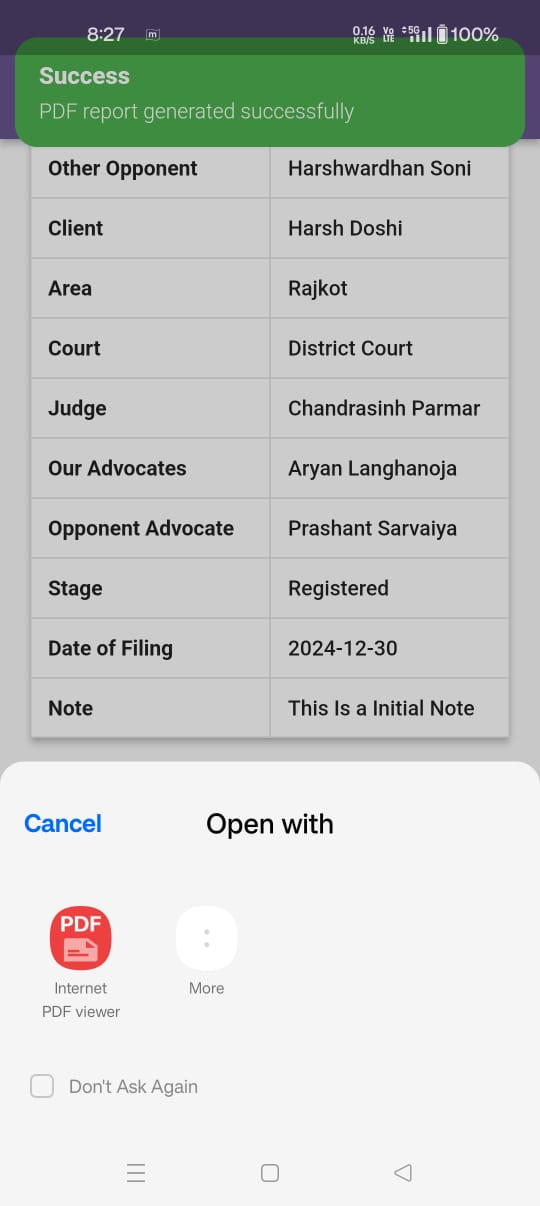 8:27 m 0.16 KB/S Vo LTE 5G 100%
Success
PDF report generated successfully
Other Opponent Harshwardhan Soni
Client Harsh Doshi
Area Rajkot
Court District Court
Judge Chandrasinh Parmar
Our Advocates Aryan Langhanoja
Opponent Advocate Prashant Sarvaiya
Stage Registered
Date of Filing 2024-12-30
Note This Is a Initial Note
Cancel Open with
PDF
Internet More
PDF viewer
Don't Ask Again